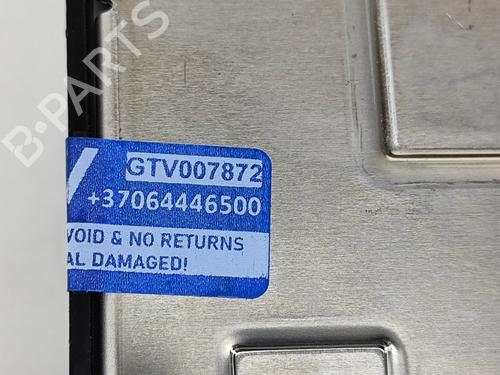 B-PARTS
GTV007872
+37064446500
VOID & NO RETURNS
AL DAMAGED!